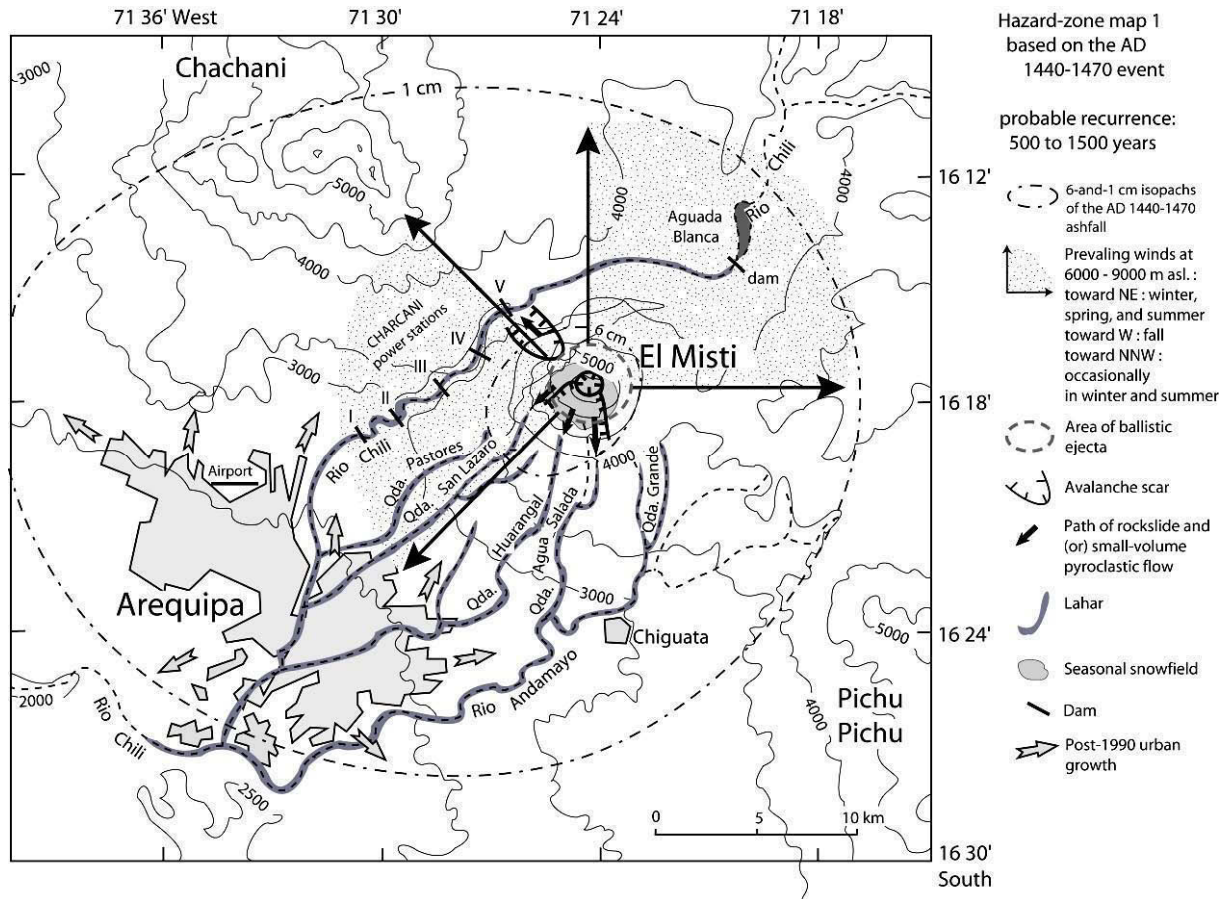 71 36' West
71 30'
71 24'
71 18'
Chachani
3000
4000
1 cm
5000
4000
4000
4000
3000
Chili
Rio
Aguada
Blanca
dam
16 12'
V
CHARCANI
power stations
IV
III
II
I
6 cm
5000
El Misti
16 18'
Rio
Chili
Qda.
Pastores
Qda.
San Lazaro
I
4000
Airport
Qda.
Huarangal
Qda.
Agua
Salada
Qda. Grande
3000
Arequipa
Chiguata
16 24'
5000
2000
Rio
Chili
Rio
Andamayo
Pichu
Pichu
4000
2500
0
5
10 km
16 30'
South
Hazard-zone map 1
based on the AD
1440-1470 event
probable recurrence:
500 to 1500 years
6-and-1 cm isopachs
of the AD 1440-1470
ashfall
Prevaling winds at
6000 - 9000 m asl. :
toward NE : winter,
spring, and summer
toward W : fall
toward NNW :
occasionally
in winter and summer
Area of ballistic
ejecta
Avalanche scar
Path of rockslide and
(or) small-volume
pyroclastic flow
Lahar
Seasonal snowfield
Dam
Post-1990 urban
growth